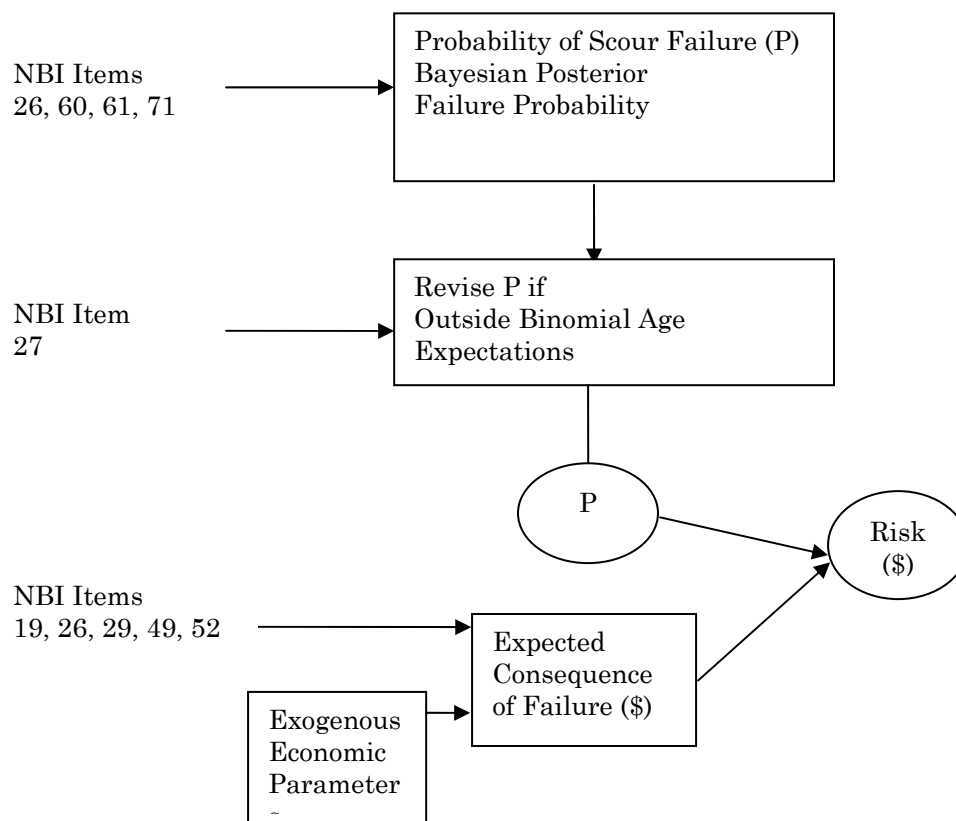 Probability of Scour Failure (P)
Bayesian Posterior
Failure Probability
NBI Items
26, 60, 61, 71
Revise P if
Outside Binomial Age
Expectations
NBI Item
27
P
Risk
($)
NBI Items
19, 26, 29, 49, 52
Expected
Consequence
of Failure ($)
Exogenous
Economic
Parameter